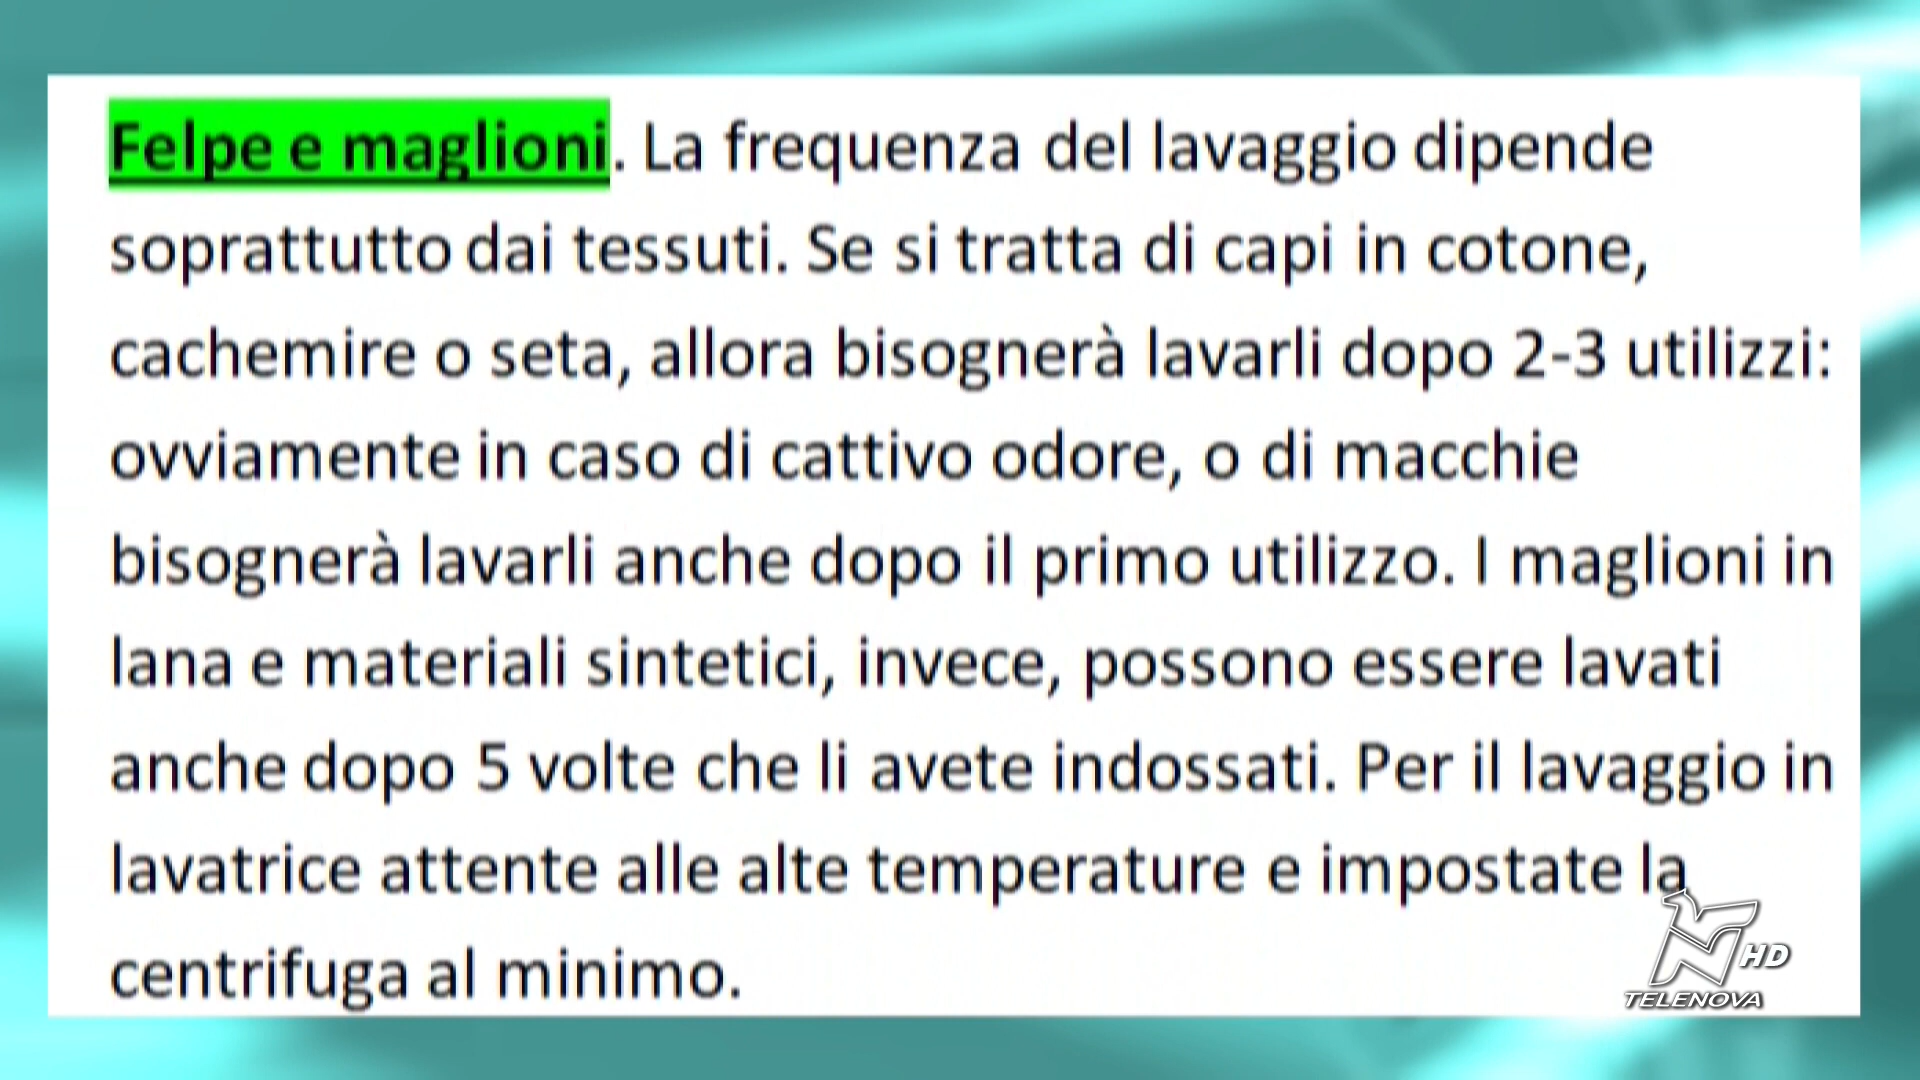 Felpe e maglioni. La frequenza del lavaggio dipende
soprattutto dai tessuti. Se si tratta di capi in cotone,
cachemire o seta, allora bisognerà lavarli dopo 2-3 utilizzi:
ovviamente in caso di cattivo odore, o di macchie
bisognerà lavarli anche dopo il primo utilizzo. I maglioni in
lana e materiali sintetici, invece, possono essere lavati
anche dopo 5 volte che li avete indossati. Per il lavaggio in
lavatrice attente alle alte temperature e impostate la
centrifuga al minimo.
HD
TELENOVA